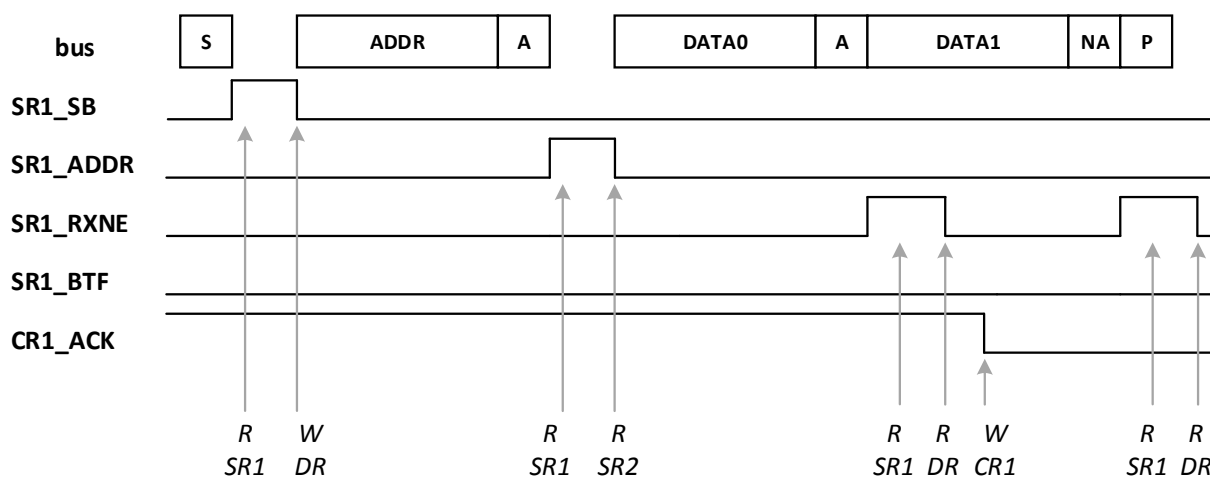 bus S ADDR A DATA0 A DATA1 NA P
SR1_SB
SR1_ADDR
SR1_RXNE
SR1_BTF
CR1_ACK
R W R R R R W R R
SR1 DR SR1 SR2 SR1 DR CR1 SR1 DR